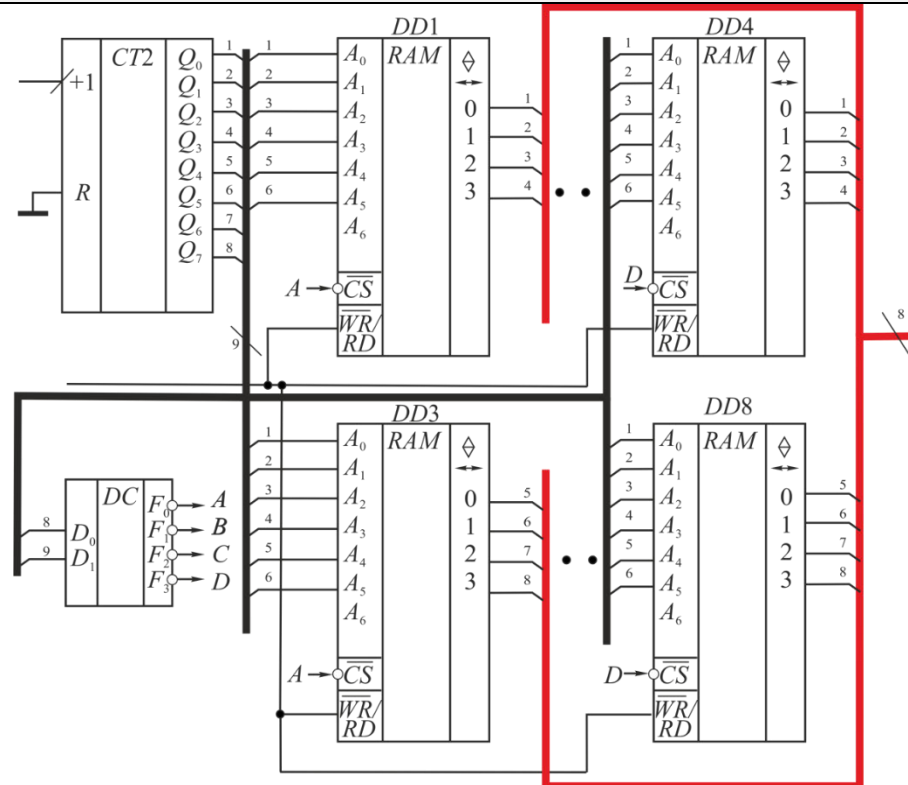 DD1
DD4
CT2
+1
R
Q0
Q1
Q2
Q3
Q4
Q5
Q6
Q7
1
2
3
4
5
6
7
8
1
2
3
4
5
6
RAM
A0
A1
A2
A3
A4
A5
A6
0
1
2
3
1
2
3
4
A
CS
WR/
RD
1
2
3
4
5
6
RAM
A0
A1
A2
A3
A4
A5
A6
0
1
2
3
1
2
3
4
D
CS
WR/
RD
8
9
DD3
DD8
1
2
3
4
5
6
RAM
A0
A1
A2
A3
A4
A5
A6
0
1
2
3
5
6
7
8
A
CS
WR/
RD
1
2
3
4
5
6
RAM
A0
A1
A2
A3
A4
A5
A6
0
1
2
3
5
6
7
8
D
CS
WR/
RD
DC
8
9
D0
D1
F0
F1
F2
F3
A
B
C
D